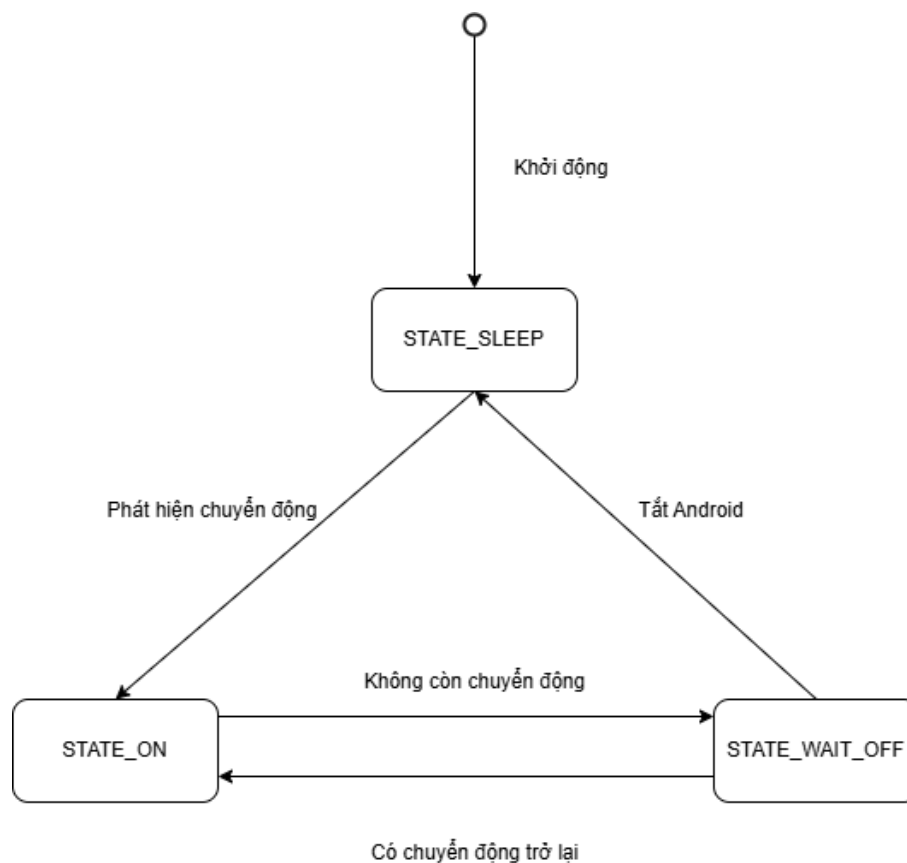 Khởi động
STATE_SLEEP
Phát hiện chuyển động
Tắt Android
Không còn chuyển động
STATE_ON
STATE_WAIT_OFF
Có chuyển động trở lại